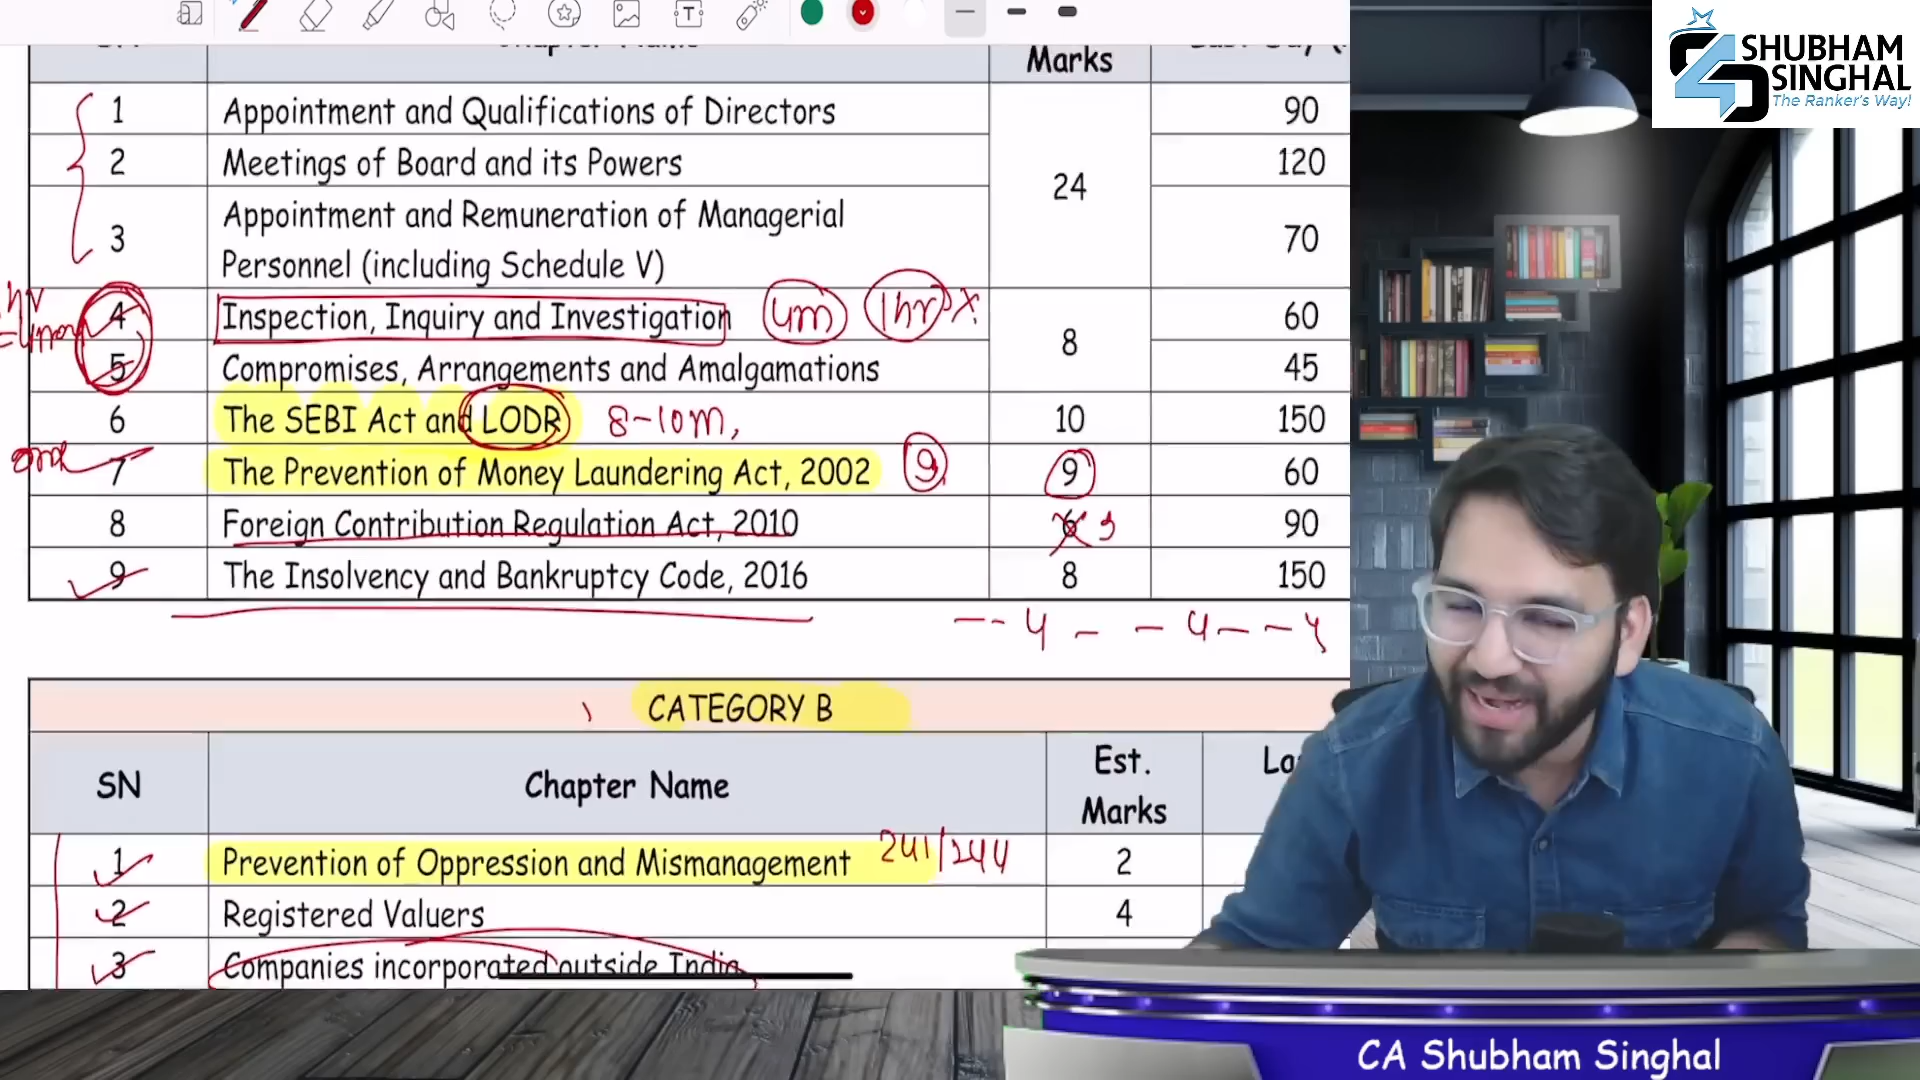 SHUBHAM
SINGHAL
The Ranker's Way!
Marks
1 Appointment and Qualifications of Directors 24 90
2 Meetings of Board and its Powers 120
3 Appointment and Remuneration of Managerial
Personnel (including Schedule V) 70
4 Inspection, Inquiry and Investigation 4m 1hr x 8 60
5 Compromises, Arrangements and Amalgamations 45
6 The SEBI Act and LODR 8-10m, 10 150
7 The Prevention of Money Laundering Act, 2002 9 9 60
8 Foreign Contribution Regulation Act, 2010 90
9 The Insolvency and Bankruptcy Code, 2016 8 150
-- 4 - - 4 - - 4
CATEGORY B
SN Chapter Name Est.
Marks
1 Prevention of Oppression and Mismanagement 241/244 2
2 Registered Valuers 4
3 Companies incorporated outside India
CA Shubham Singhal